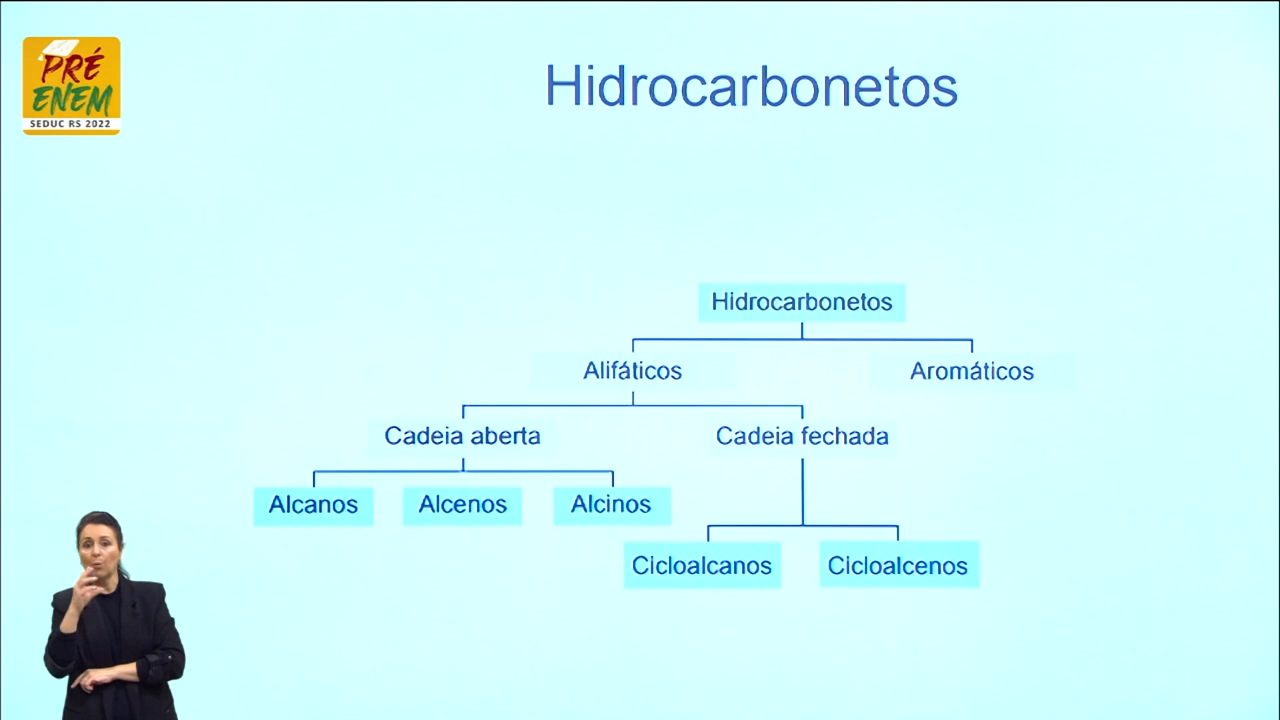 PRÉ
ENEM
SEDUC RS 2022
Hidrocarbonetos
Hidrocarbonetos
Alifáticos
Aromáticos
Cadeia aberta
Cadeia fechada
Alcanos
Alcenos
Alcinos
Cicloalcanos
Cicloalcenos